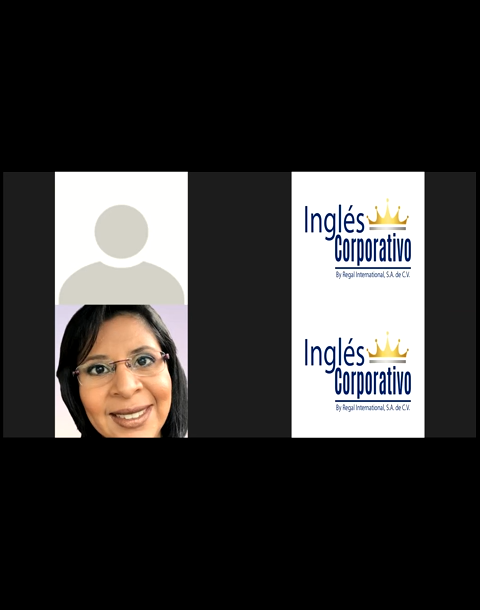 Inglés
Corporativo
By Regal International, S.A. de C.V.
Inglés
Corporativo
By Regal International, S.A. de C.V.